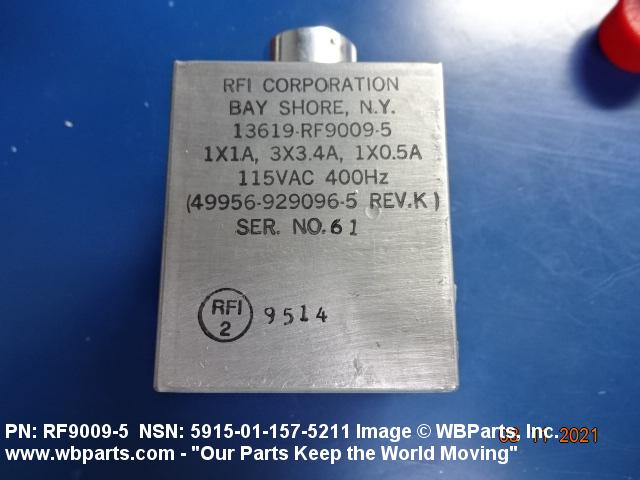 RFI CORPORATION
BAY SHORE, N.Y.
13619-RF9009-5
1X1A, 3X3.4A, 1X0.5A
115VAC 400Hz
(49956-929096-5 REV.K)
SER. NO.61
RFI
2
9514
PN: RF9009-5 NSN: 5915-01-157-5211 Image © WBParts, Inc.
11 2021
www.wbparts.com - "Our Parts Keep the World Moving"